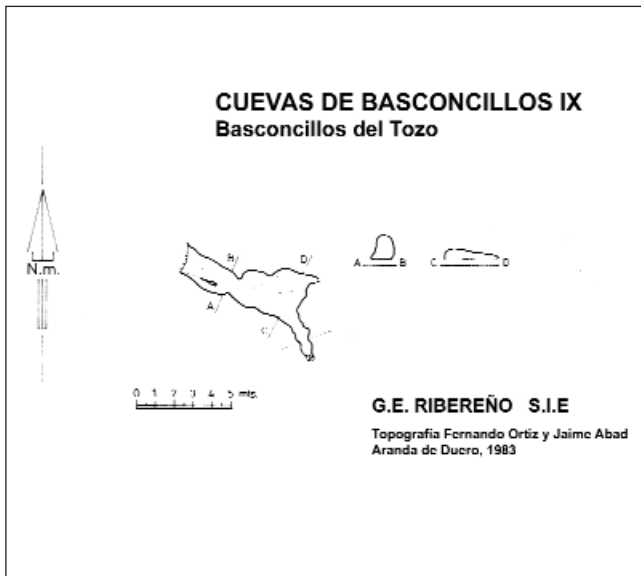 CUEVAS DE BASCONCILLOS IX
Basconcillos del Tozo
N.m.
B
D
A
C
A B
C D
0 1 2 3 4 5 mts.
G.E. RIBEREÑO S.I.E
Topografia Fernando Ortiz y Jaime Abad
Aranda de Duero, 1983